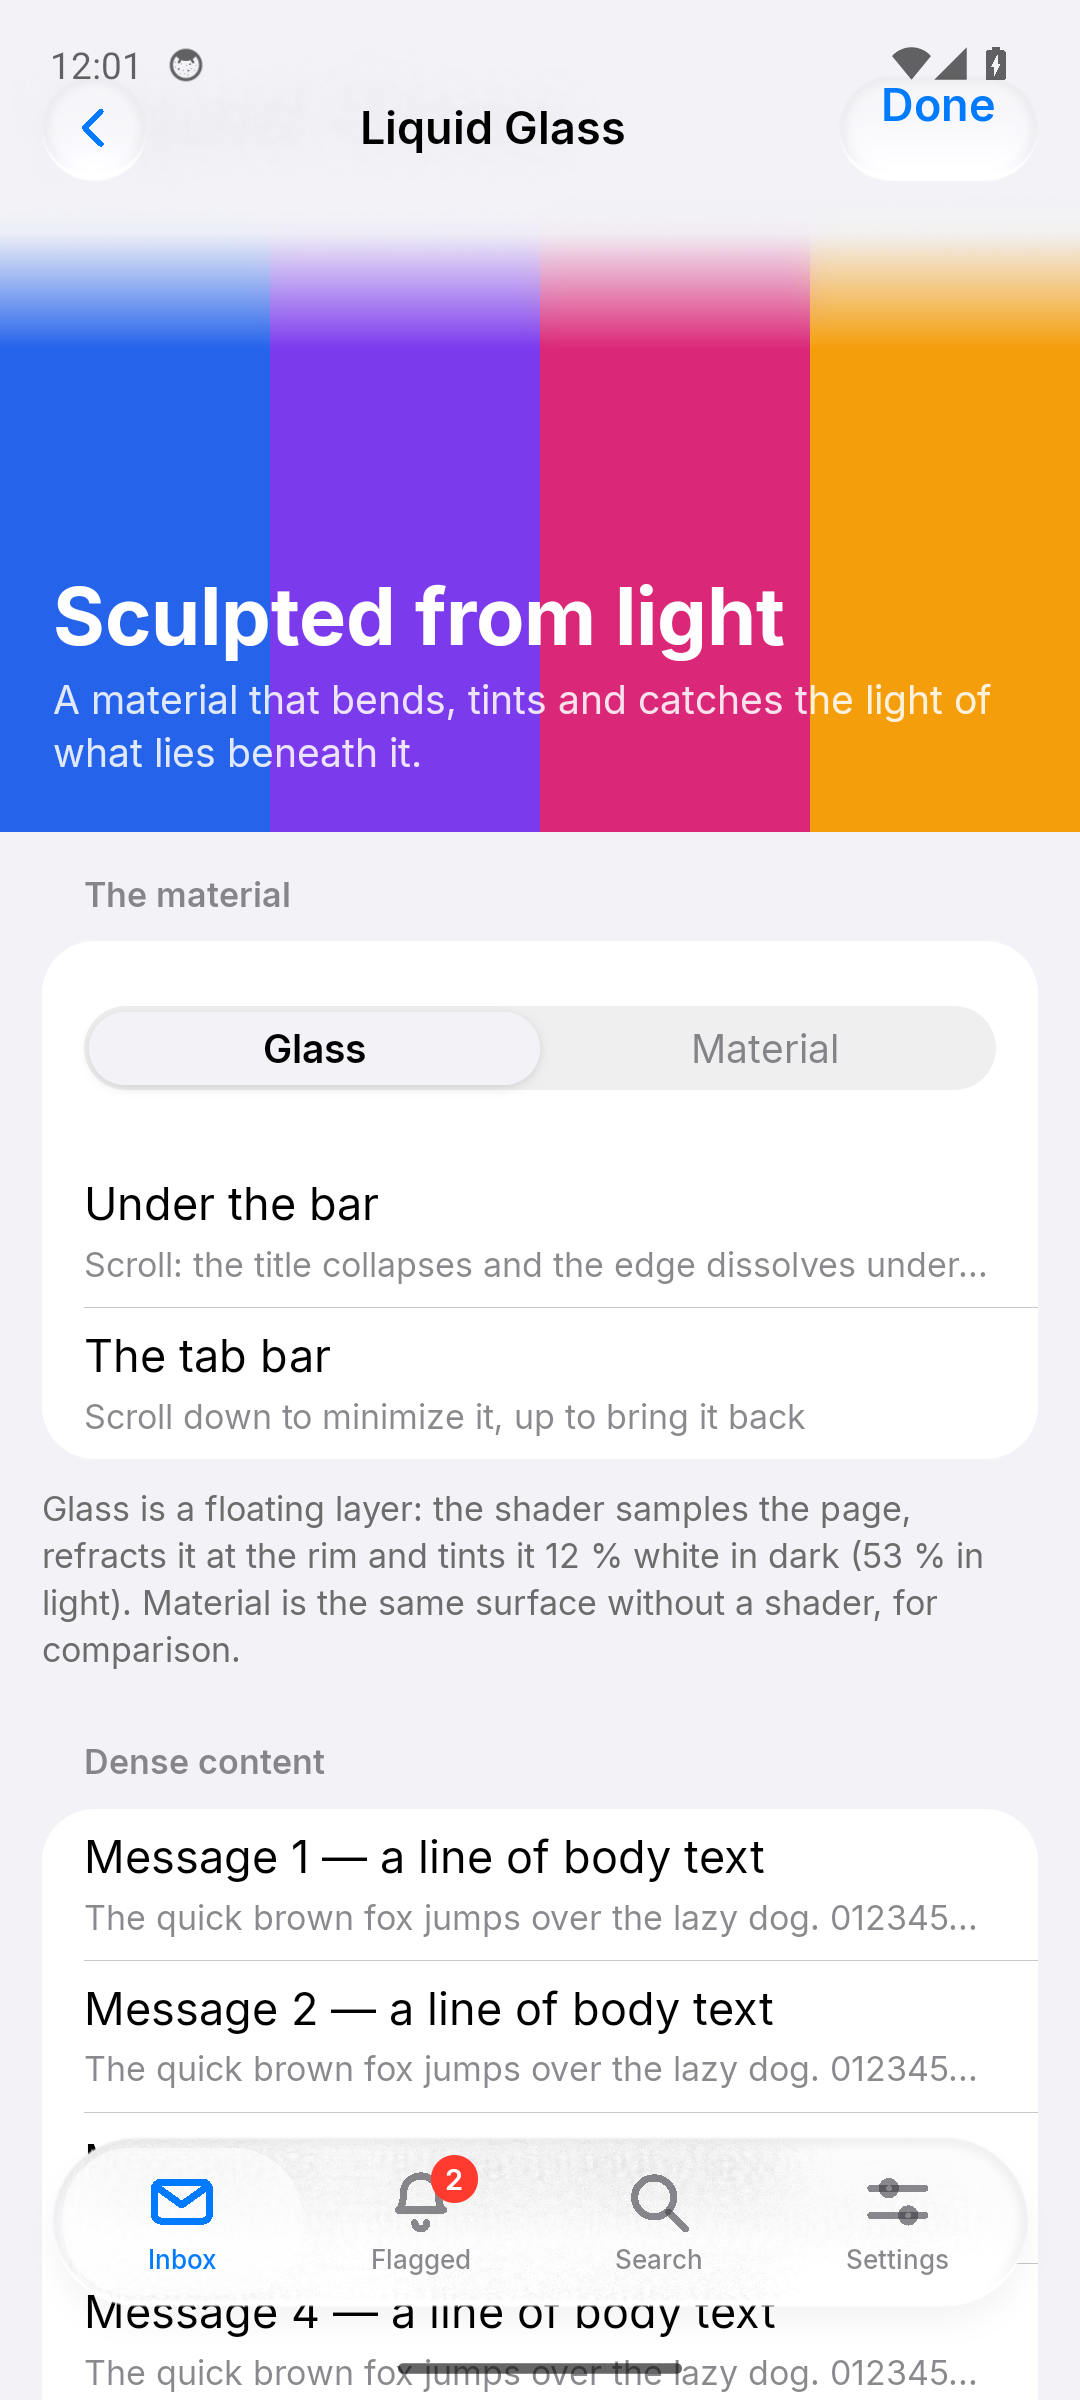 12:01
Liquid Glass
Done
Sculpted from light
A material that bends, tints and catches the light of
what lies beneath it.
The material
Glass
Material
Under the bar
Scroll: the title collapses and the edge dissolves under...
The tab bar
Scroll down to minimize it, up to bring it back
Glass is a floating layer: the shader samples the page,
refracts it at the rim and tints it 12 % white in dark (53 % in
light). Material is the same surface without a shader, for
comparison.
Dense content
Message 1 — a line of body text
The quick brown fox jumps over the lazy dog. 012345...
Message 2 — a line of body text
The quick brown fox jumps over the lazy dog. 012345...
2
Inbox
Flagged
Search
Settings
Message 4 — a line of body text
The quick brown fox jumps over the lazy dog. 012345...